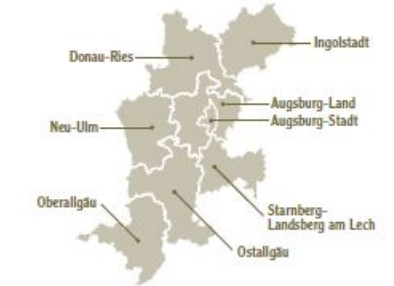 Ingolstadt
Donau-Ries
Augsburg-Land
Augsburg-Stadt
Neu-Ulm
Oberallgäu
Starnberg-
Landsberg am Lech
Ostallgäu